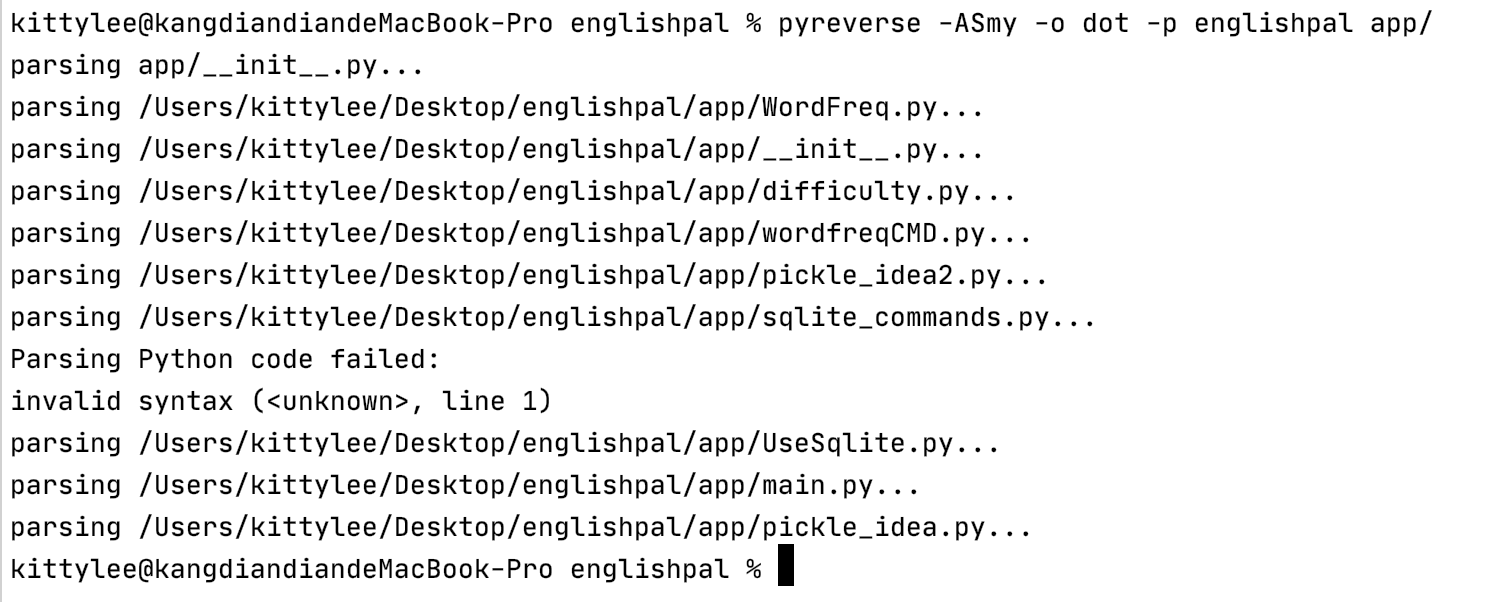 kittylee@kangdiandiandeMacBook-Pro englishpal % pyreverse -ASmy -o dot -p englishpal app/
parsing app/__init__.py...
parsing /Users/kittylee/Desktop/englishpal/app/WordFreq.py...
parsing /Users/kittylee/Desktop/englishpal/app/__init__.py...
parsing /Users/kittylee/Desktop/englishpal/app/difficulty.py...
parsing /Users/kittylee/Desktop/englishpal/app/wordfreqCMD.py...
parsing /Users/kittylee/Desktop/englishpal/app/pickle_idea2.py...
parsing /Users/kittylee/Desktop/englishpal/app/sqlite_commands.py...
Parsing Python code failed:
invalid syntax (<unknown>, line 1)
parsing /Users/kittylee/Desktop/englishpal/app/UseSqlite.py...
parsing /Users/kittylee/Desktop/englishpal/app/main.py...
parsing /Users/kittylee/Desktop/englishpal/app/pickle_idea.py...
kittylee@kangdiandiandeMacBook-Pro englishpal %